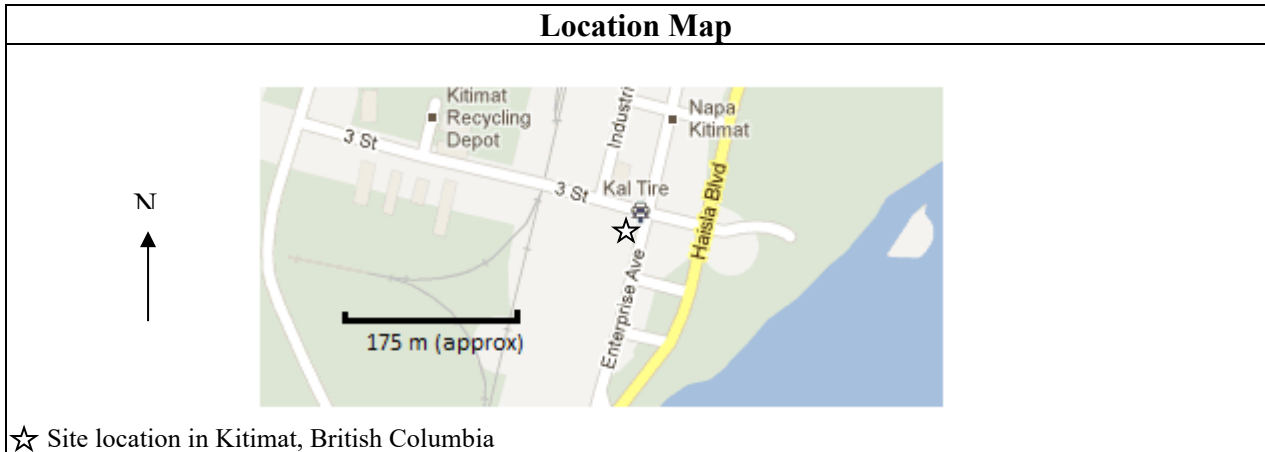 Location Map
Kitimat
Recycling
Depot
Industri
Napa
Kitimat
3 St
3 St
Kal Tire
N
Haisla Blvd
Enterprise Ave
175 m (approx)
Site location in Kitimat, British Columbia